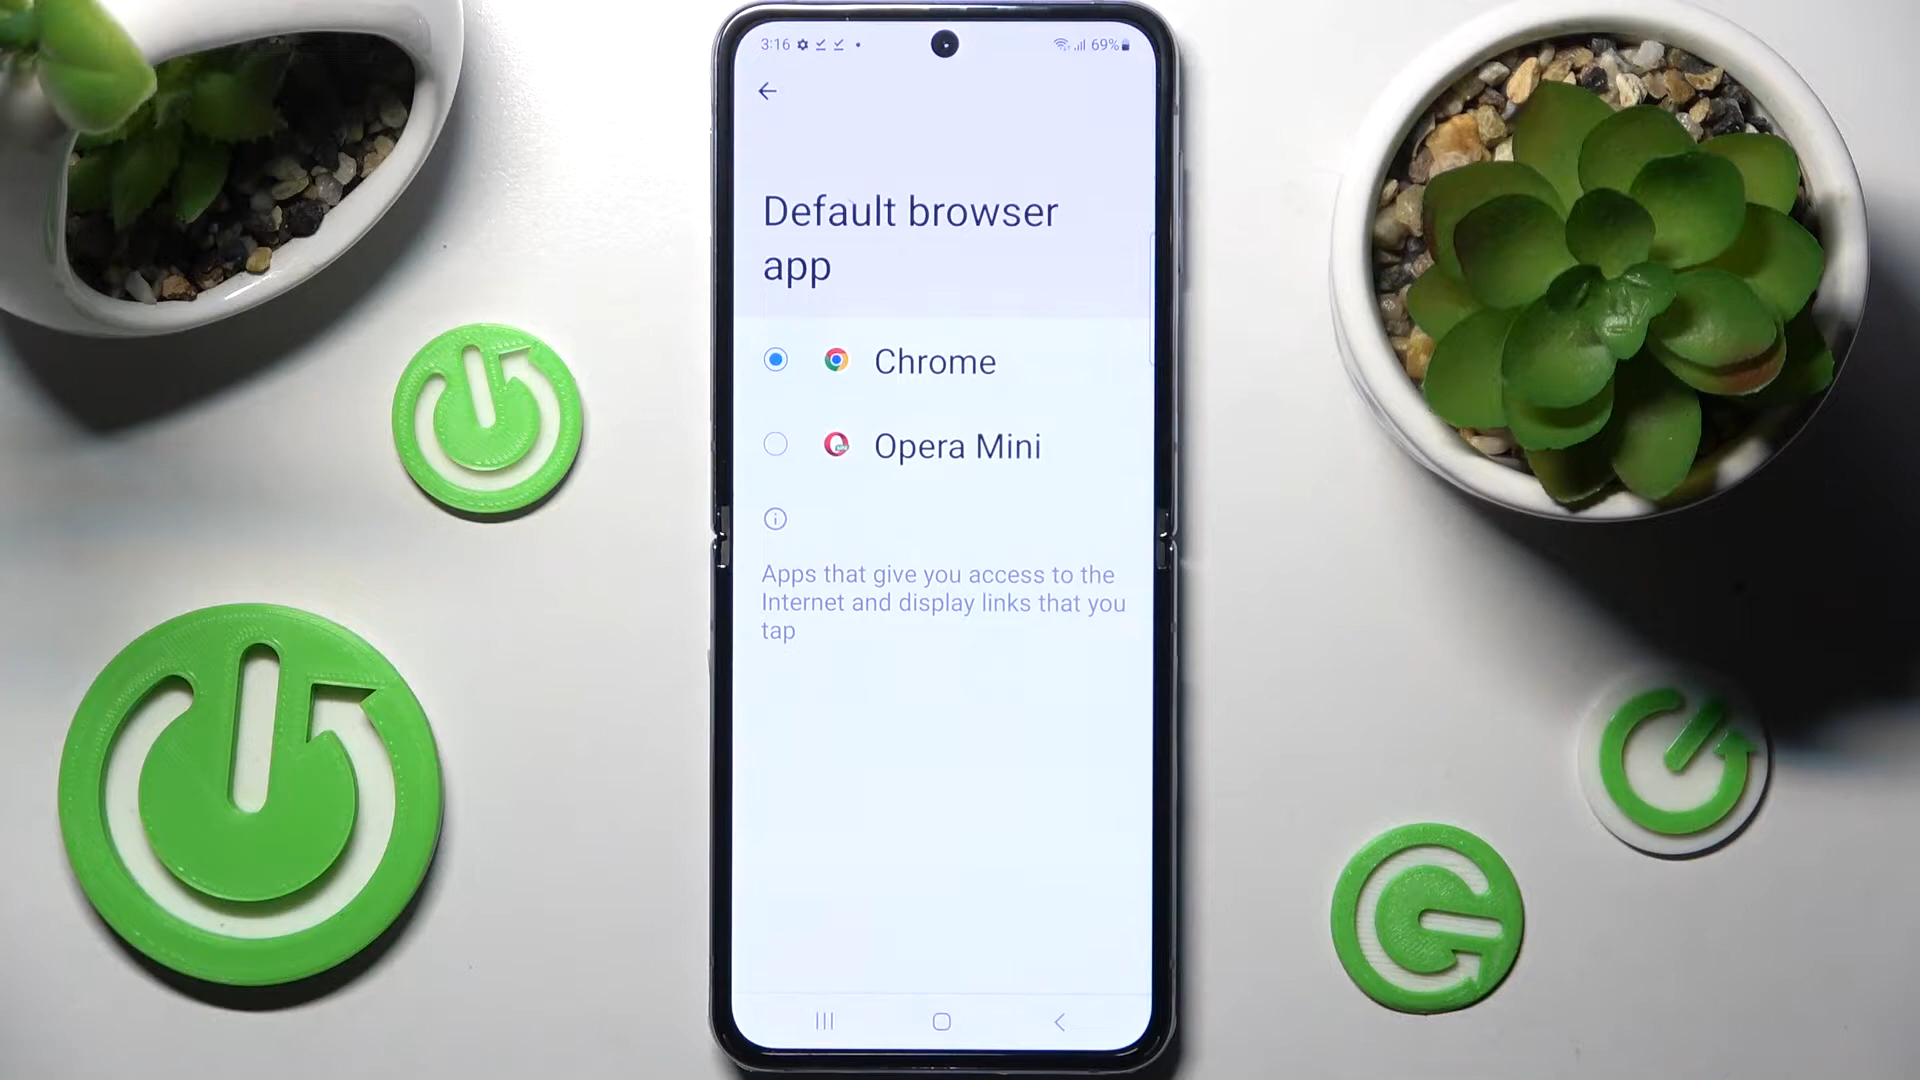 3:16 69%
Default browser
app
Chrome
Opera Mini
Apps that give you access to the
Internet and display links that you
tap